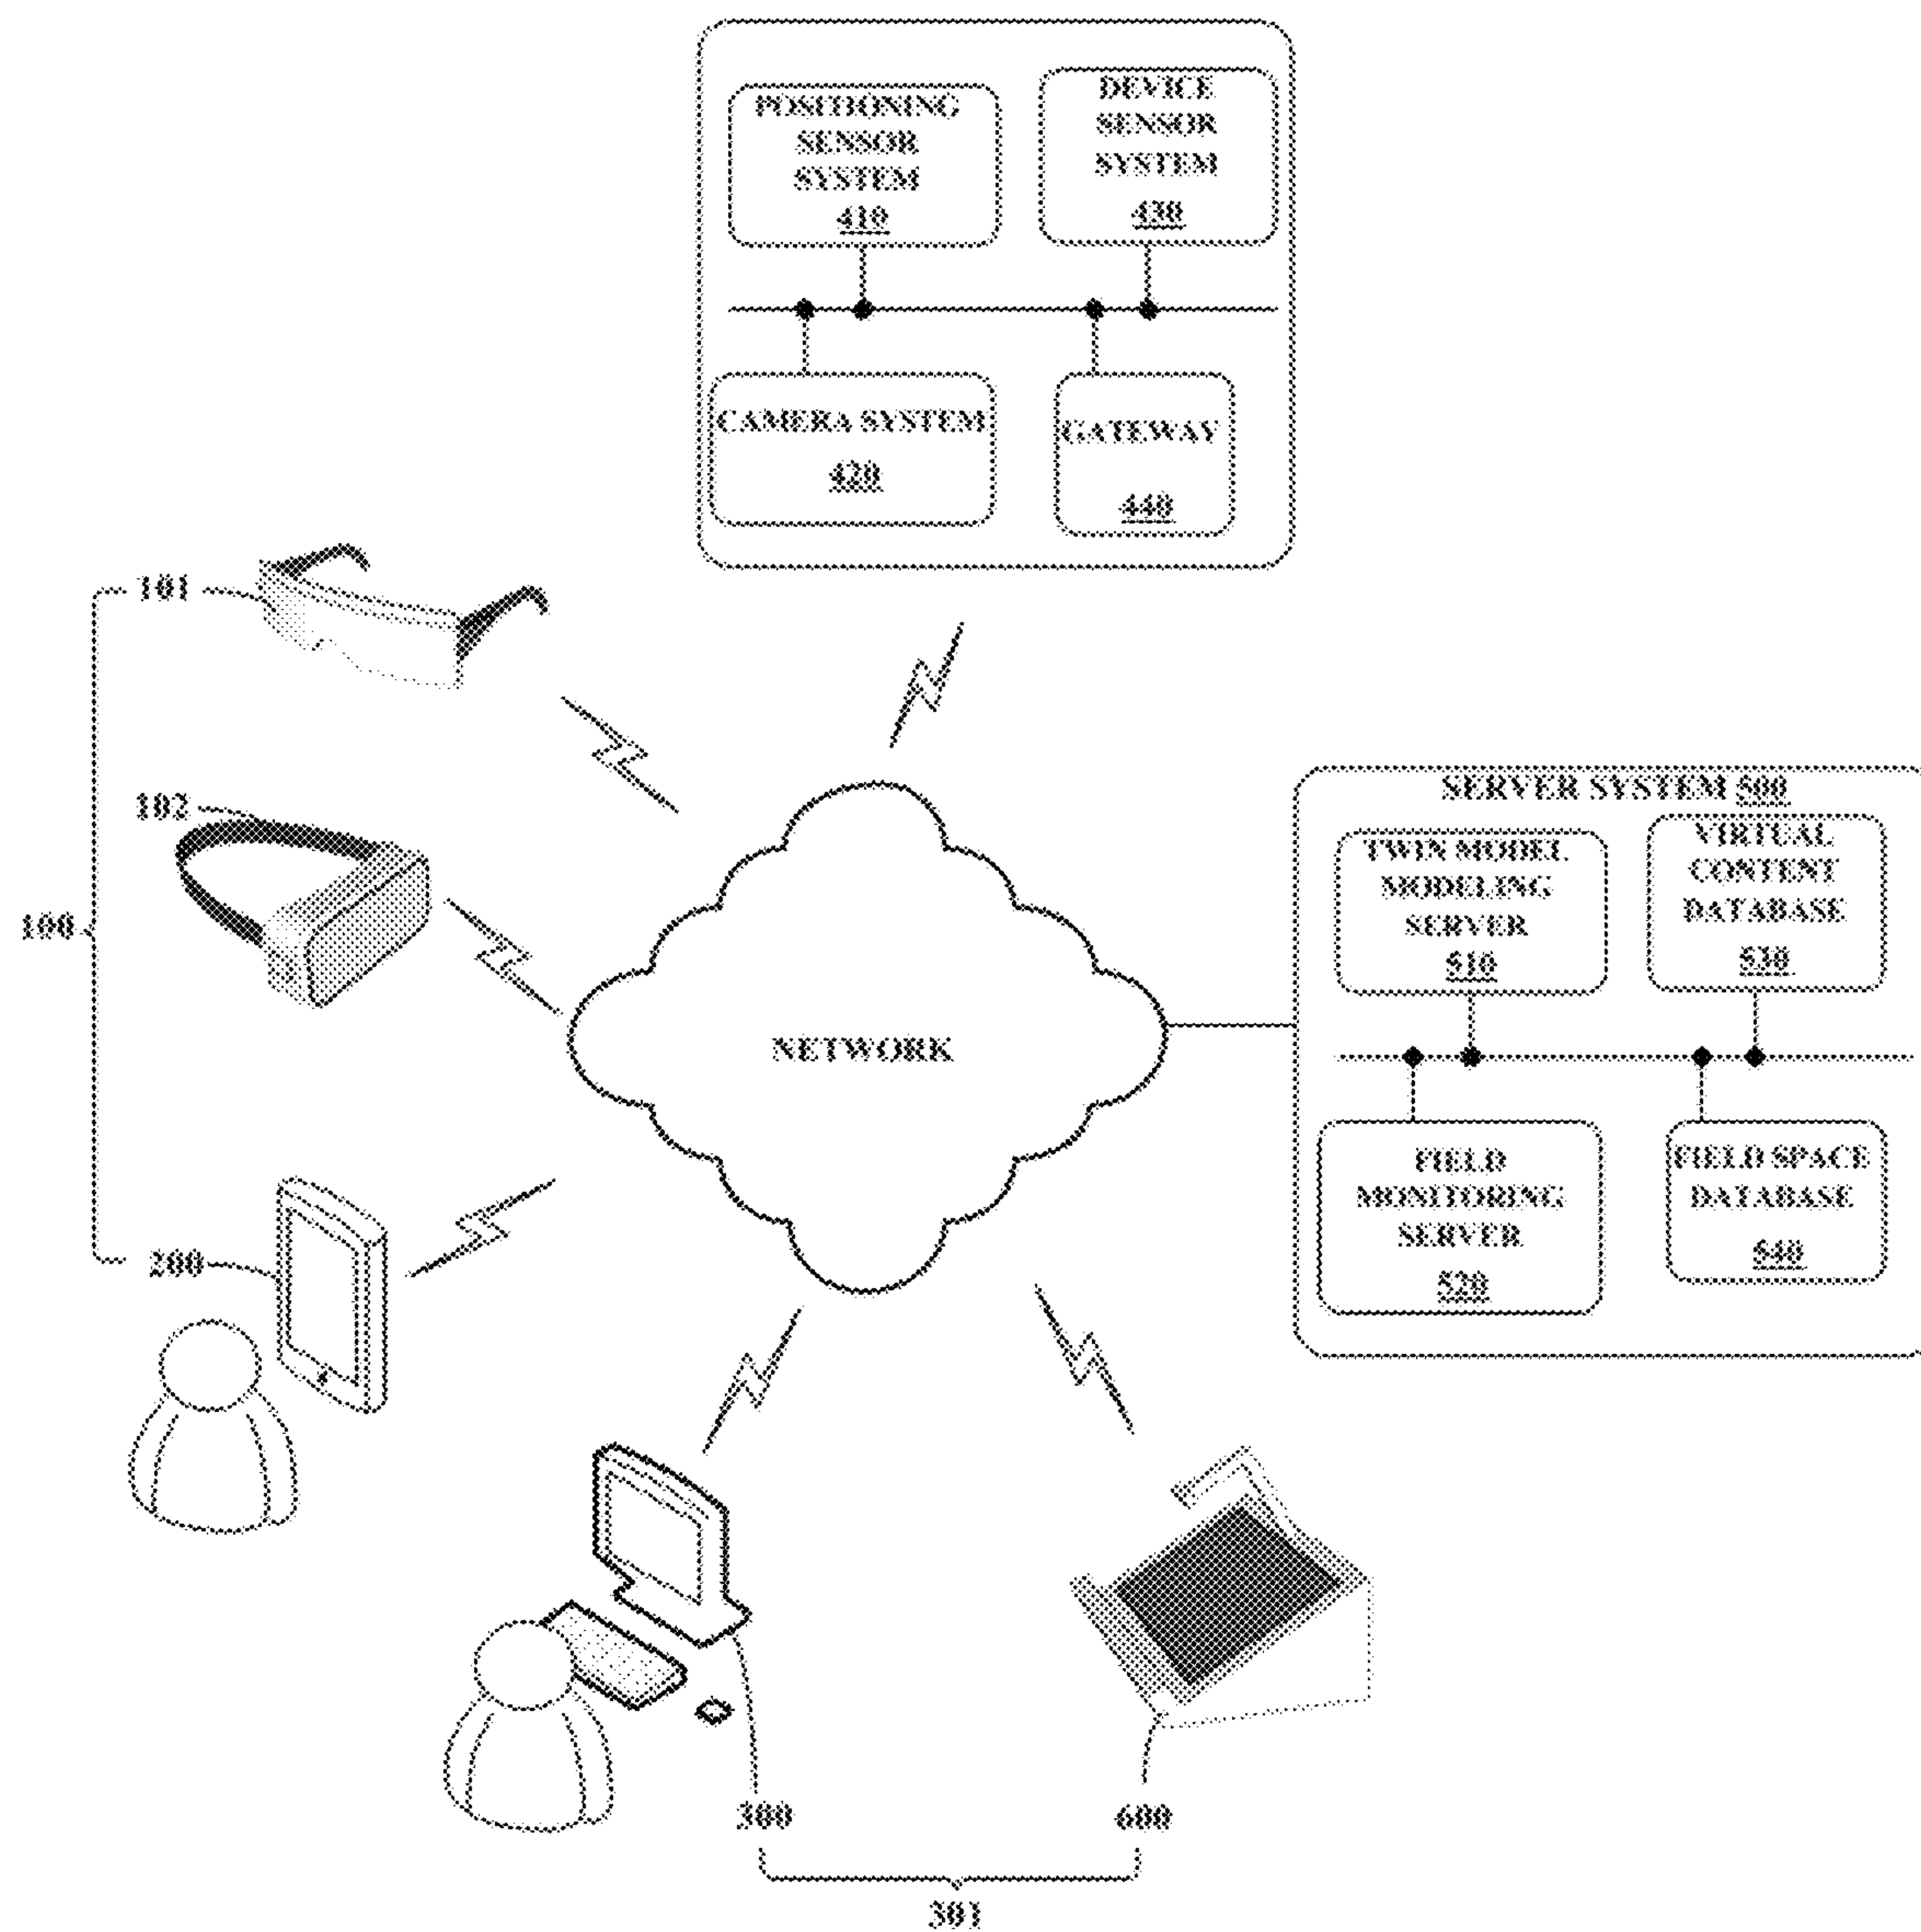 POSITIONING
SENSOR
SYSTEM
410
DEVICE
SENSOR
SYSTEM
430
CAMERA SYSTEM
420
GATEWAY
440
101
102
100
200
NETWORK
SERVER SYSTEM 500
TWIN MODEL
MODELING
SERVER
510
VIRTUAL
CONTENT
DATABASE
530
FIELD
MONITORING
SERVER
520
FIELD SPACE
DATABASE
540
300
600
301